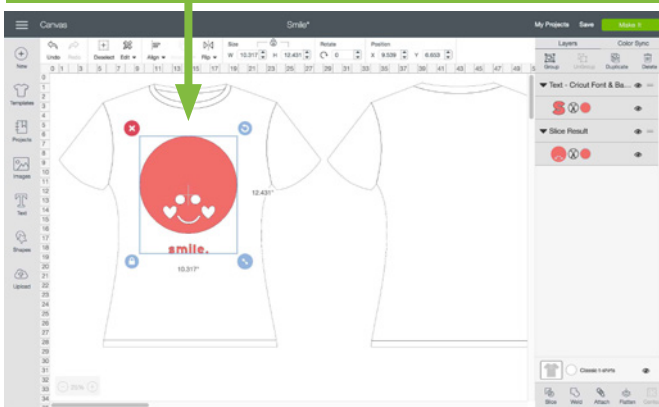 Canvas
Smile*
My Projects Save Make It
Undo Redo Deselect Edit Align Flip Size W 10.317 H 12.431 Rotate 0 Position X 9.539 Y 6.653
Layers Color Sync
Group Ungroup Duplicate Delete
New
Templates
Projects
Images
Text
Shapes
Upload
Text - Cricut Font & Ba...
Slice Result
12.431"
smile.
10.317"
25%
Classic t-shirts
Slice Weld Attach Flatten Contour